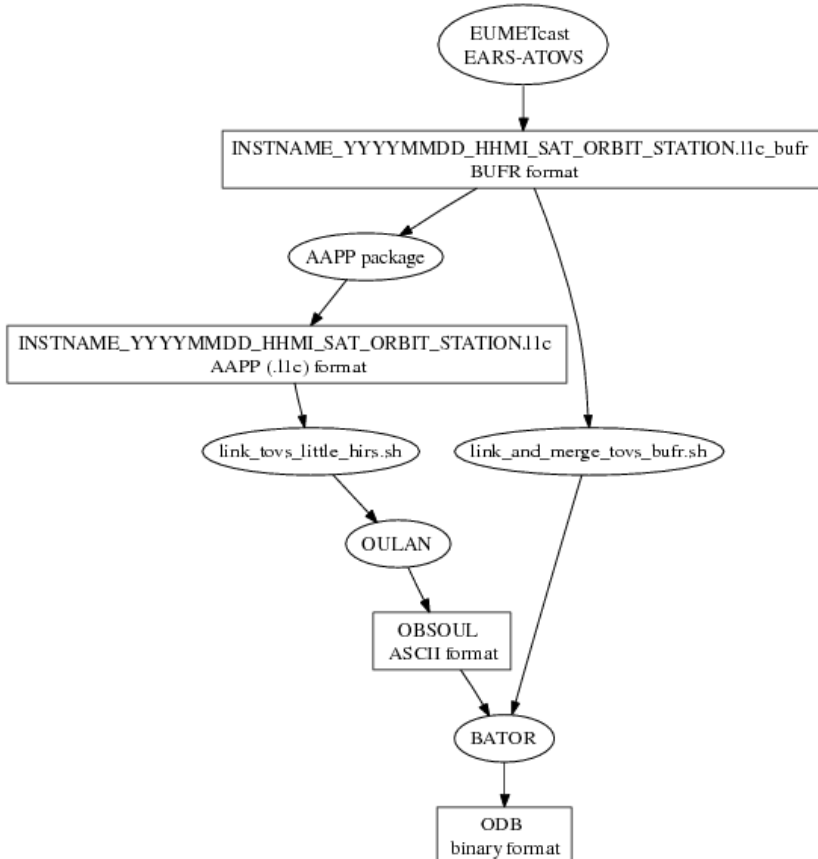 EUMETcast
EARS-ATOVS
INSTNAME_YYYYMMDD_HHMI_SAT_ORBIT_STATION.l1c_bufr
BUFR format
AAPP package
INSTNAME_YYYYMMDD_HHMI_SAT_ORBIT_STATION.l1c
AAPP (.l1c) format
link_tovs_little_hirs.sh
link_and_merge_tovs_bufr.sh
OULAN
OBSOUL
ASCII format
BATOR
ODB
binary format